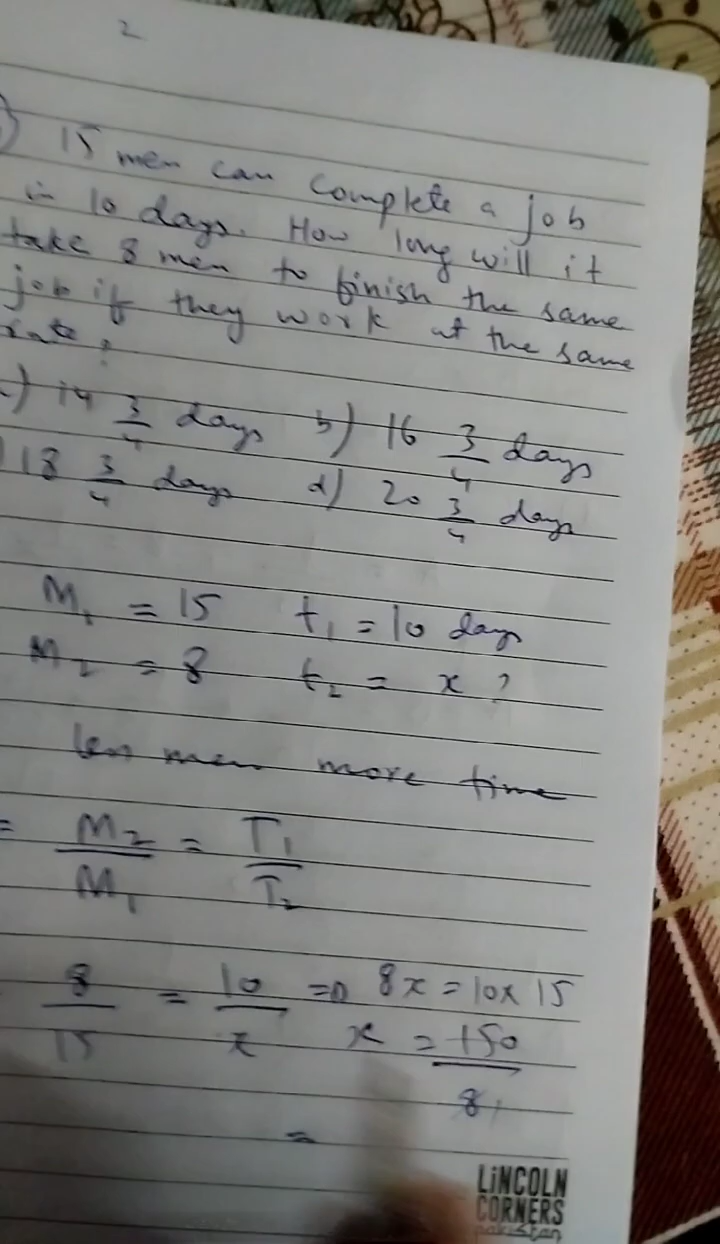 2
) 15 men can complete a job
in 10 days. How long will it
take 8 men to finish the same
job if they work at the same
rate?
) 14 3/4 days b) 16 3/4 days
) 18 3/4 days d) 20 3/4 days
M1 = 15 t1 = 10 days
M2 = 8 t2 = x ?
less men more time
= M2/M1 = T1/T2
8/15 = 10/x => 8x = 10x 15
x = 150/8
=
LiNCOLN
CORNERS
pakistan